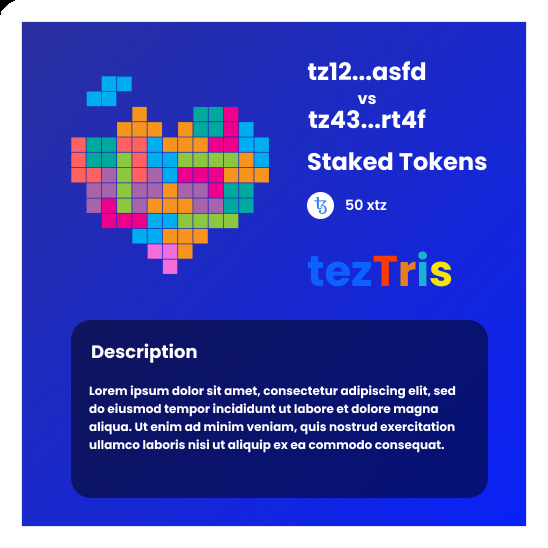 tz12...asfd
vs
tz43...rt4f
Staked Tokens
50 xtz
tezTris
Description
Lorem ipsum dolor sit amet, consectetur adipiscing elit, sed
do eiusmod tempor incididunt ut labore et dolore magna
aliqua. Ut enim ad minim veniam, quis nostrud exercitation
ullamco laboris nisi ut aliquip ex ea commodo consequat.